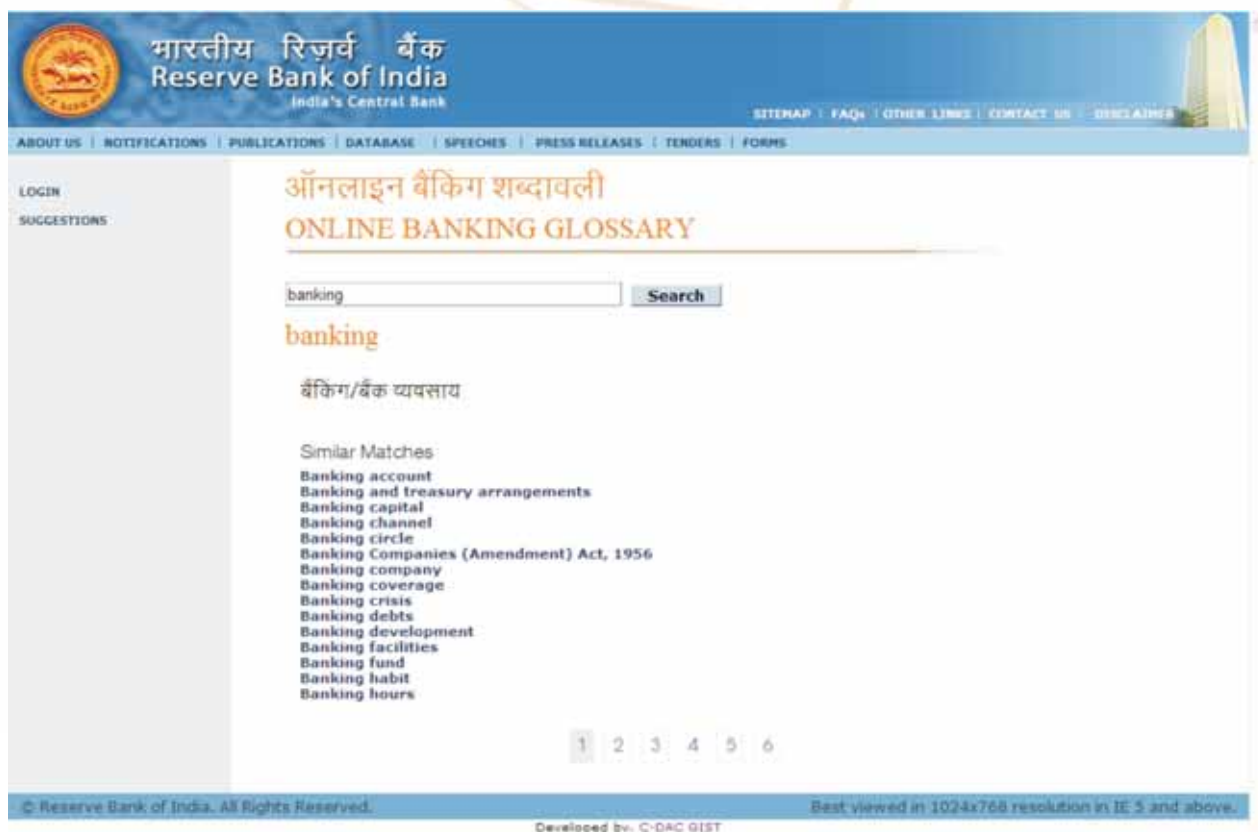 भारतीय रिज़र्व बैंक
Reserve Bank of India
India's Central Bank
SITEMAP | FAQs | OTHER LINKS | CONTACT US | DISCLAIMER
ABOUT US | NOTIFICATIONS | PUBLICATIONS | DATABASE | SPEECHES | PRESS RELEASES | TENDERS | FORMS
LOGIN
SUGGESTIONS
ऑनलाइन बैंकिंग शब्दावली
ONLINE BANKING GLOSSARY
banking Search
banking
बैंकिंग/बैंक व्यवसाय
Similar Matches
Banking account
Banking and treasury arrangements
Banking capital
Banking channel
Banking circle
Banking Companies (Amendment) Act, 1956
Banking company
Banking coverage
Banking crisis
Banking debts
Banking development
Banking facilities
Banking fund
Banking habit
Banking hours
1 2 3 4 5 6
© Reserve Bank of India. All Rights Reserved. Best viewed in 1024x768 resolution in IE 5 and above.
Developed by: C-DAC GIST